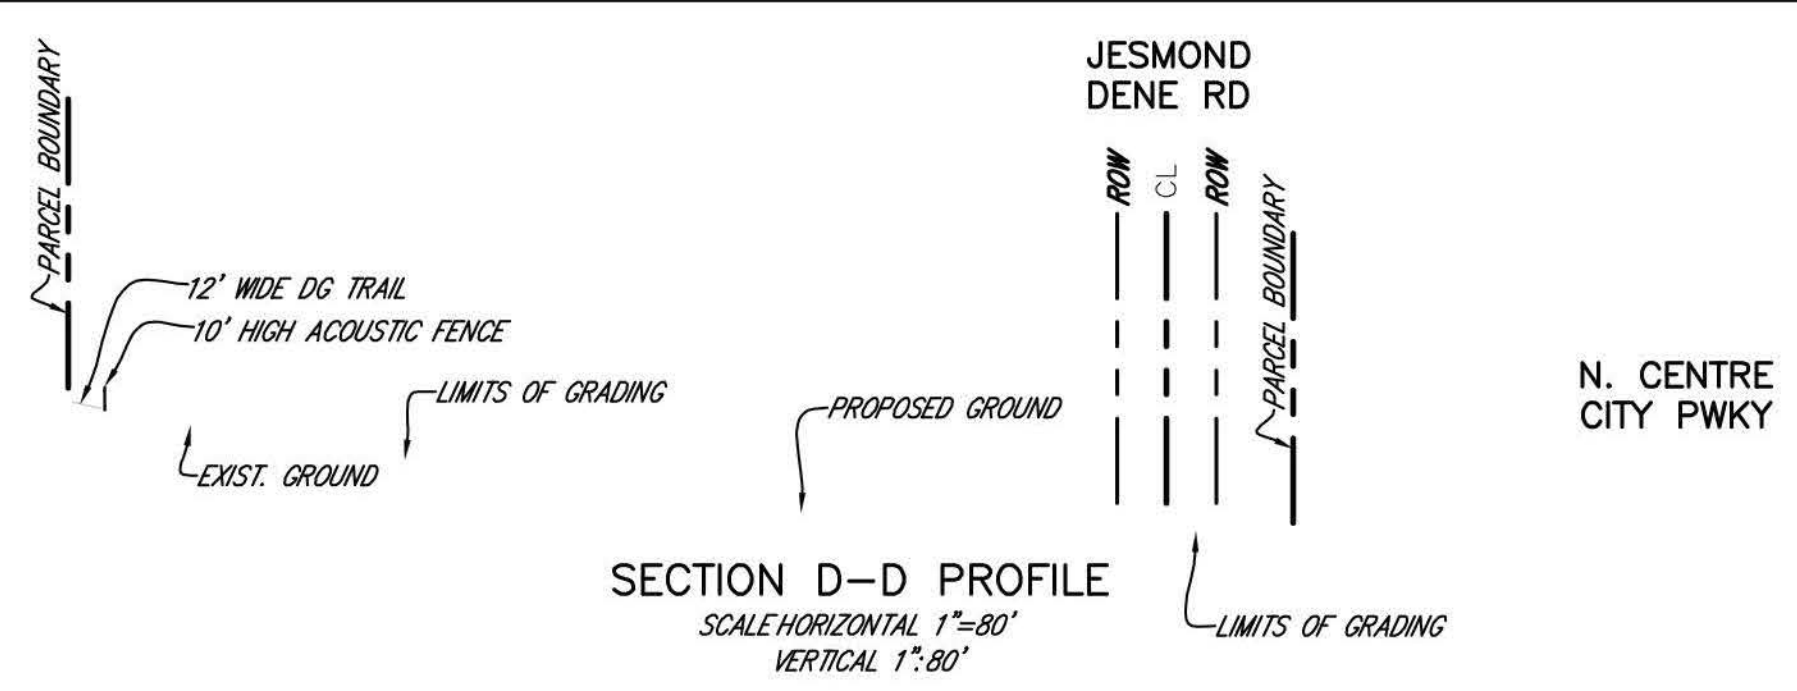 PARCEL BOUNDARY
12' WIDE DG TRAIL
10' HIGH ACOUSTIC FENCE
LIMITS OF GRADING
EXIST. GROUND
PROPOSED GROUND
JESMOND
DENE RD
ROW
CL
ROW
PARCEL BOUNDARY
N. CENTRE
CITY PWKY
SECTION D-D PROFILE
SCALE HORIZONTAL 1"=80'
VERTICAL 1":80'
LIMITS OF GRADING